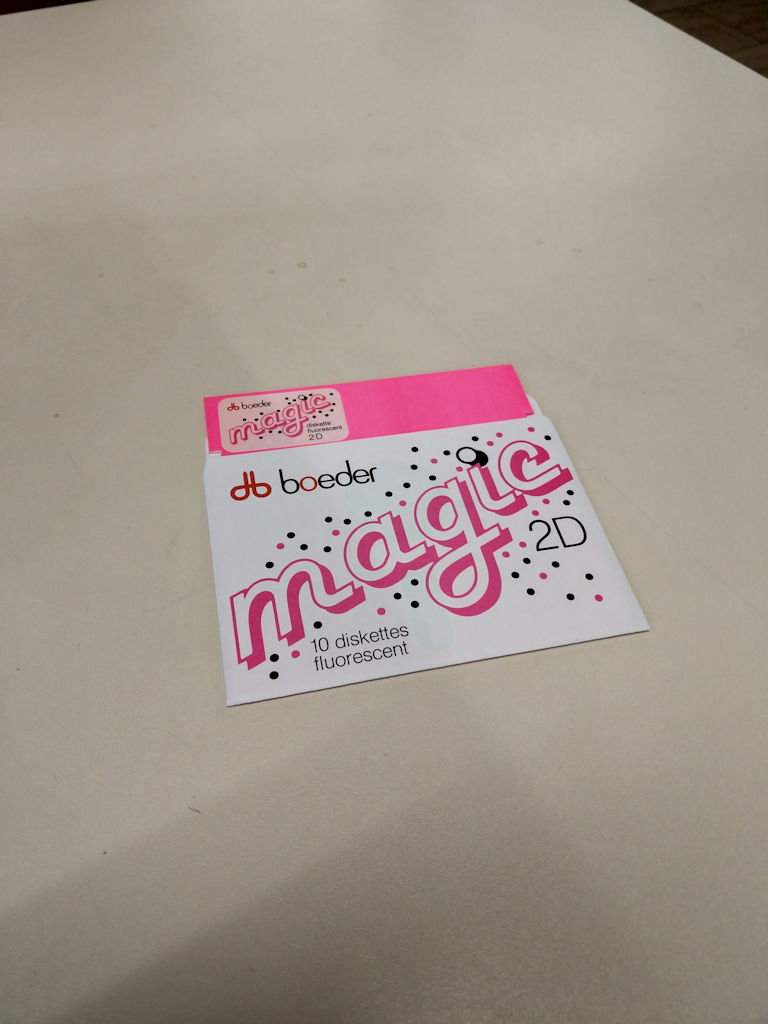 boeder
magic
diskette
fluorescent
2D
boeder
magic
2D
10 diskettes
fluorescent